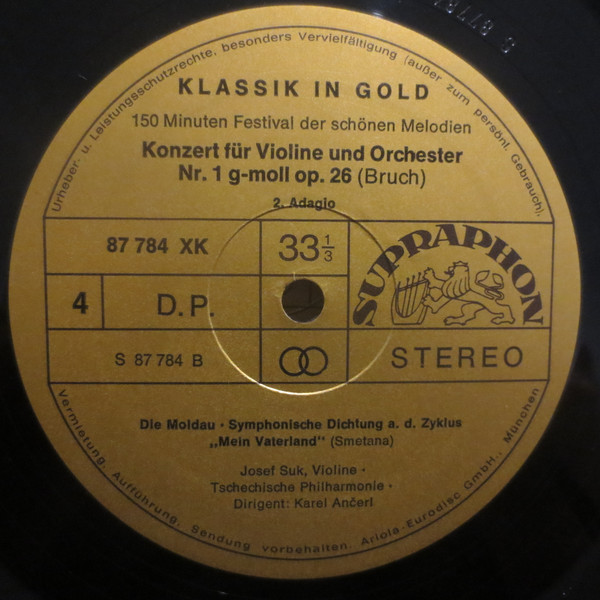 Urheber- u. Leistungsschutzrechte, besonders Vervielfältigung (außer zum persönl. Gebrauch),
KLASSIK IN GOLD
150 Minuten Festival der schönen Melodien
Konzert für Violine und Orchester
Nr. 1 g-moll op. 26 (Bruch)
2. Adagio
87 784 XK
33 1/3
SUPRAPHON
4
D.P.
S 87 784 B
STEREO
Die Moldau · Symphonische Dichtung a. d. Zyklus
„Mein Vaterland" (Smetana)
Josef Suk, Violine ·
Tschechische Philharmonie ·
Dirigent: Karel Ančerl
Vermietung, Aufführung, Sendung vorbehalten. Ariola-Eurodisc GmbH., München